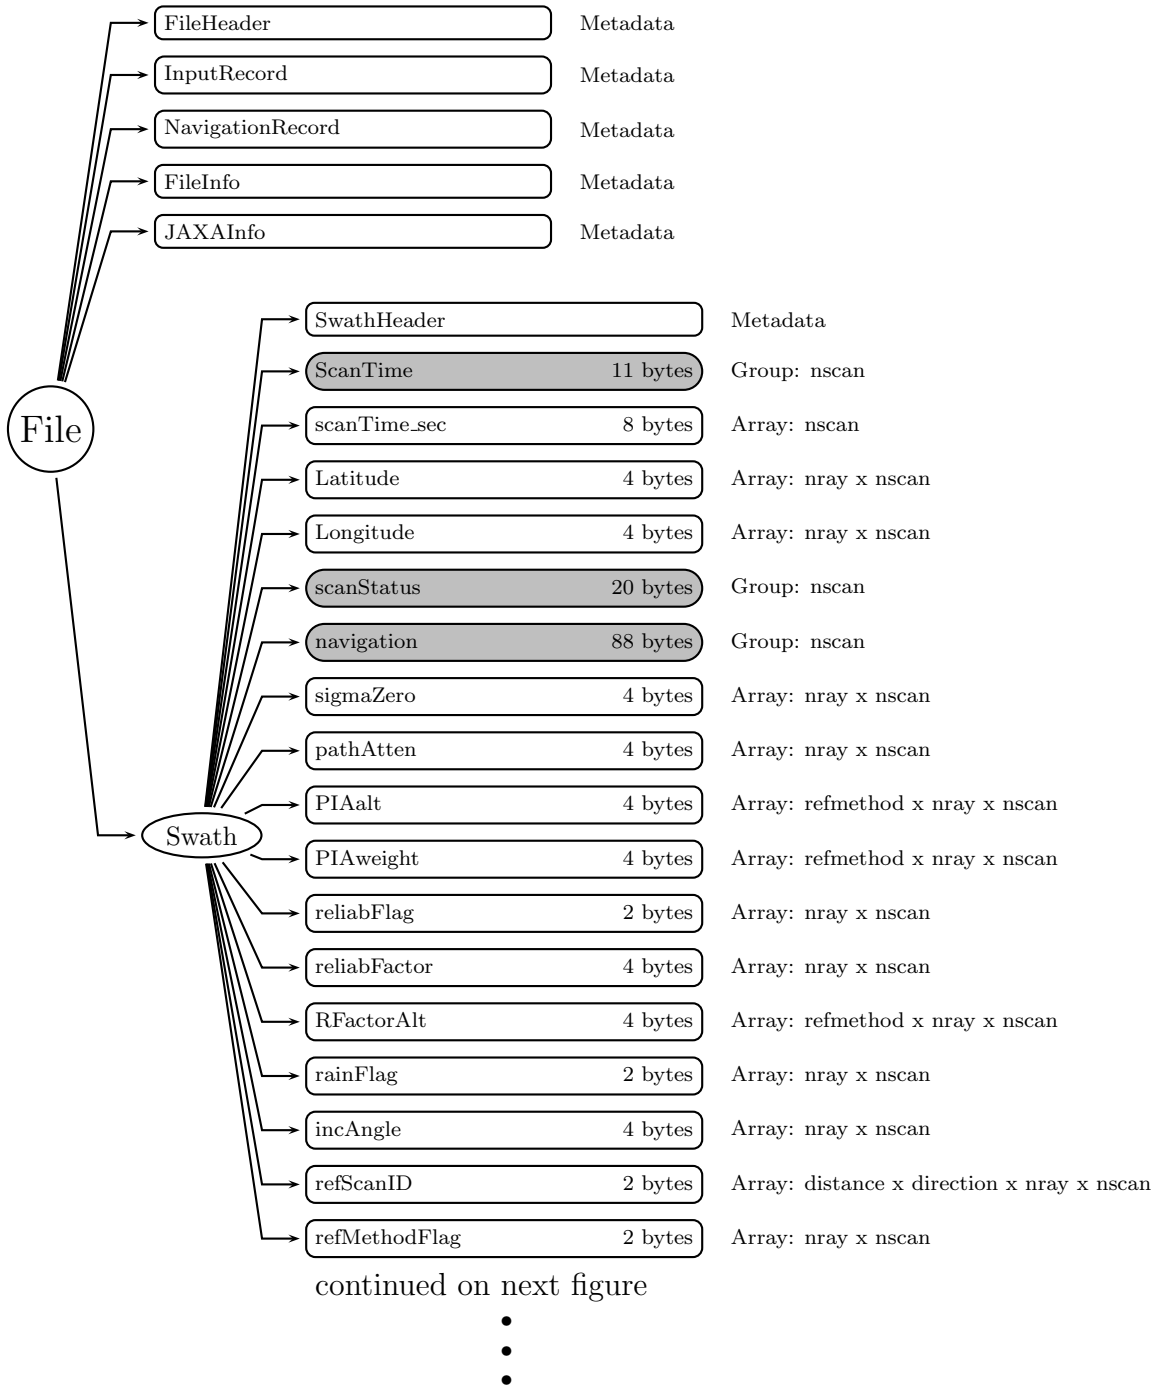 FileHeader Metadata
InputRecord Metadata
NavigationRecord Metadata
FileInfo Metadata
JAXAInfo Metadata
SwathHeader Metadata
ScanTime 11 bytes Group: nscan
File
scanTime_sec 8 bytes Array: nscan
Latitude 4 bytes Array: nray x nscan
Longitude 4 bytes Array: nray x nscan
scanStatus 20 bytes Group: nscan
navigation 88 bytes Group: nscan
sigmaZero 4 bytes Array: nray x nscan
pathAtten 4 bytes Array: nray x nscan
PIAalt 4 bytes Array: refmethod x nray x nscan
Swath
PIAweight 4 bytes Array: refmethod x nray x nscan
reliabFlag 2 bytes Array: nray x nscan
reliabFactor 4 bytes Array: nray x nscan
RFactorAlt 4 bytes Array: refmethod x nray x nscan
rainFlag 2 bytes Array: nray x nscan
incAngle 4 bytes Array: nray x nscan
refScanID 2 bytes Array: distance x direction x nray x nscan
refMethodFlag 2 bytes Array: nray x nscan
continued on next figure